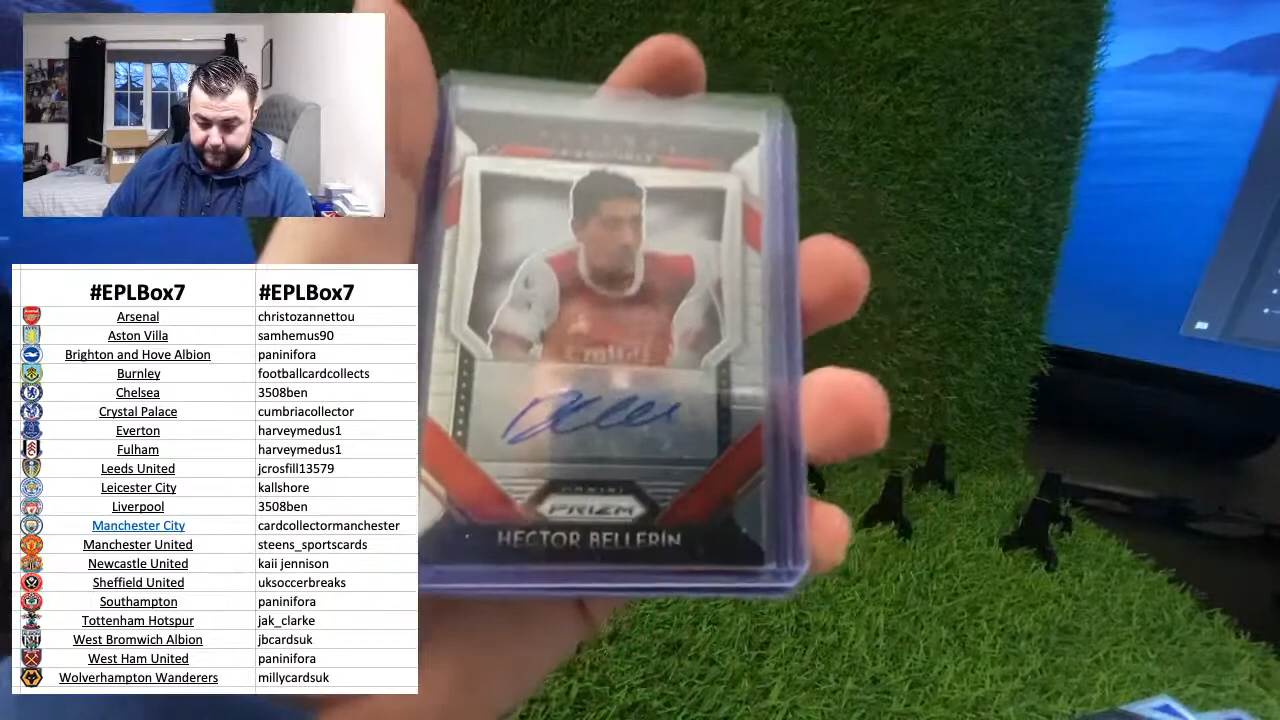 #EPLBox7 #EPLBox7
Arsenal christozannettou
Aston Villa samhemus90
Brighton and Hove Albion paninifora
Burnley footballcardcollects
Chelsea 3508ben
Crystal Palace cumbriacollector
Everton harveymedus1
Fulham harveymedus1
Leeds United jcrosfill13579
Leicester City kallshore
Liverpool 3508ben
Manchester City cardcollectormanchester
Manchester United steens_sportscards
Newcastle United kaii jennison
Sheffield United uksoccerbreaks
Southampton paninifora
Tottenham Hotspur jak_clarke
West Bromwich Albion jbcardsuk
West Ham United paninifora
Wolverhampton Wanderers millycardsuk
Emirates
PANINI
PRIZM
HECTOR BELLERÍN